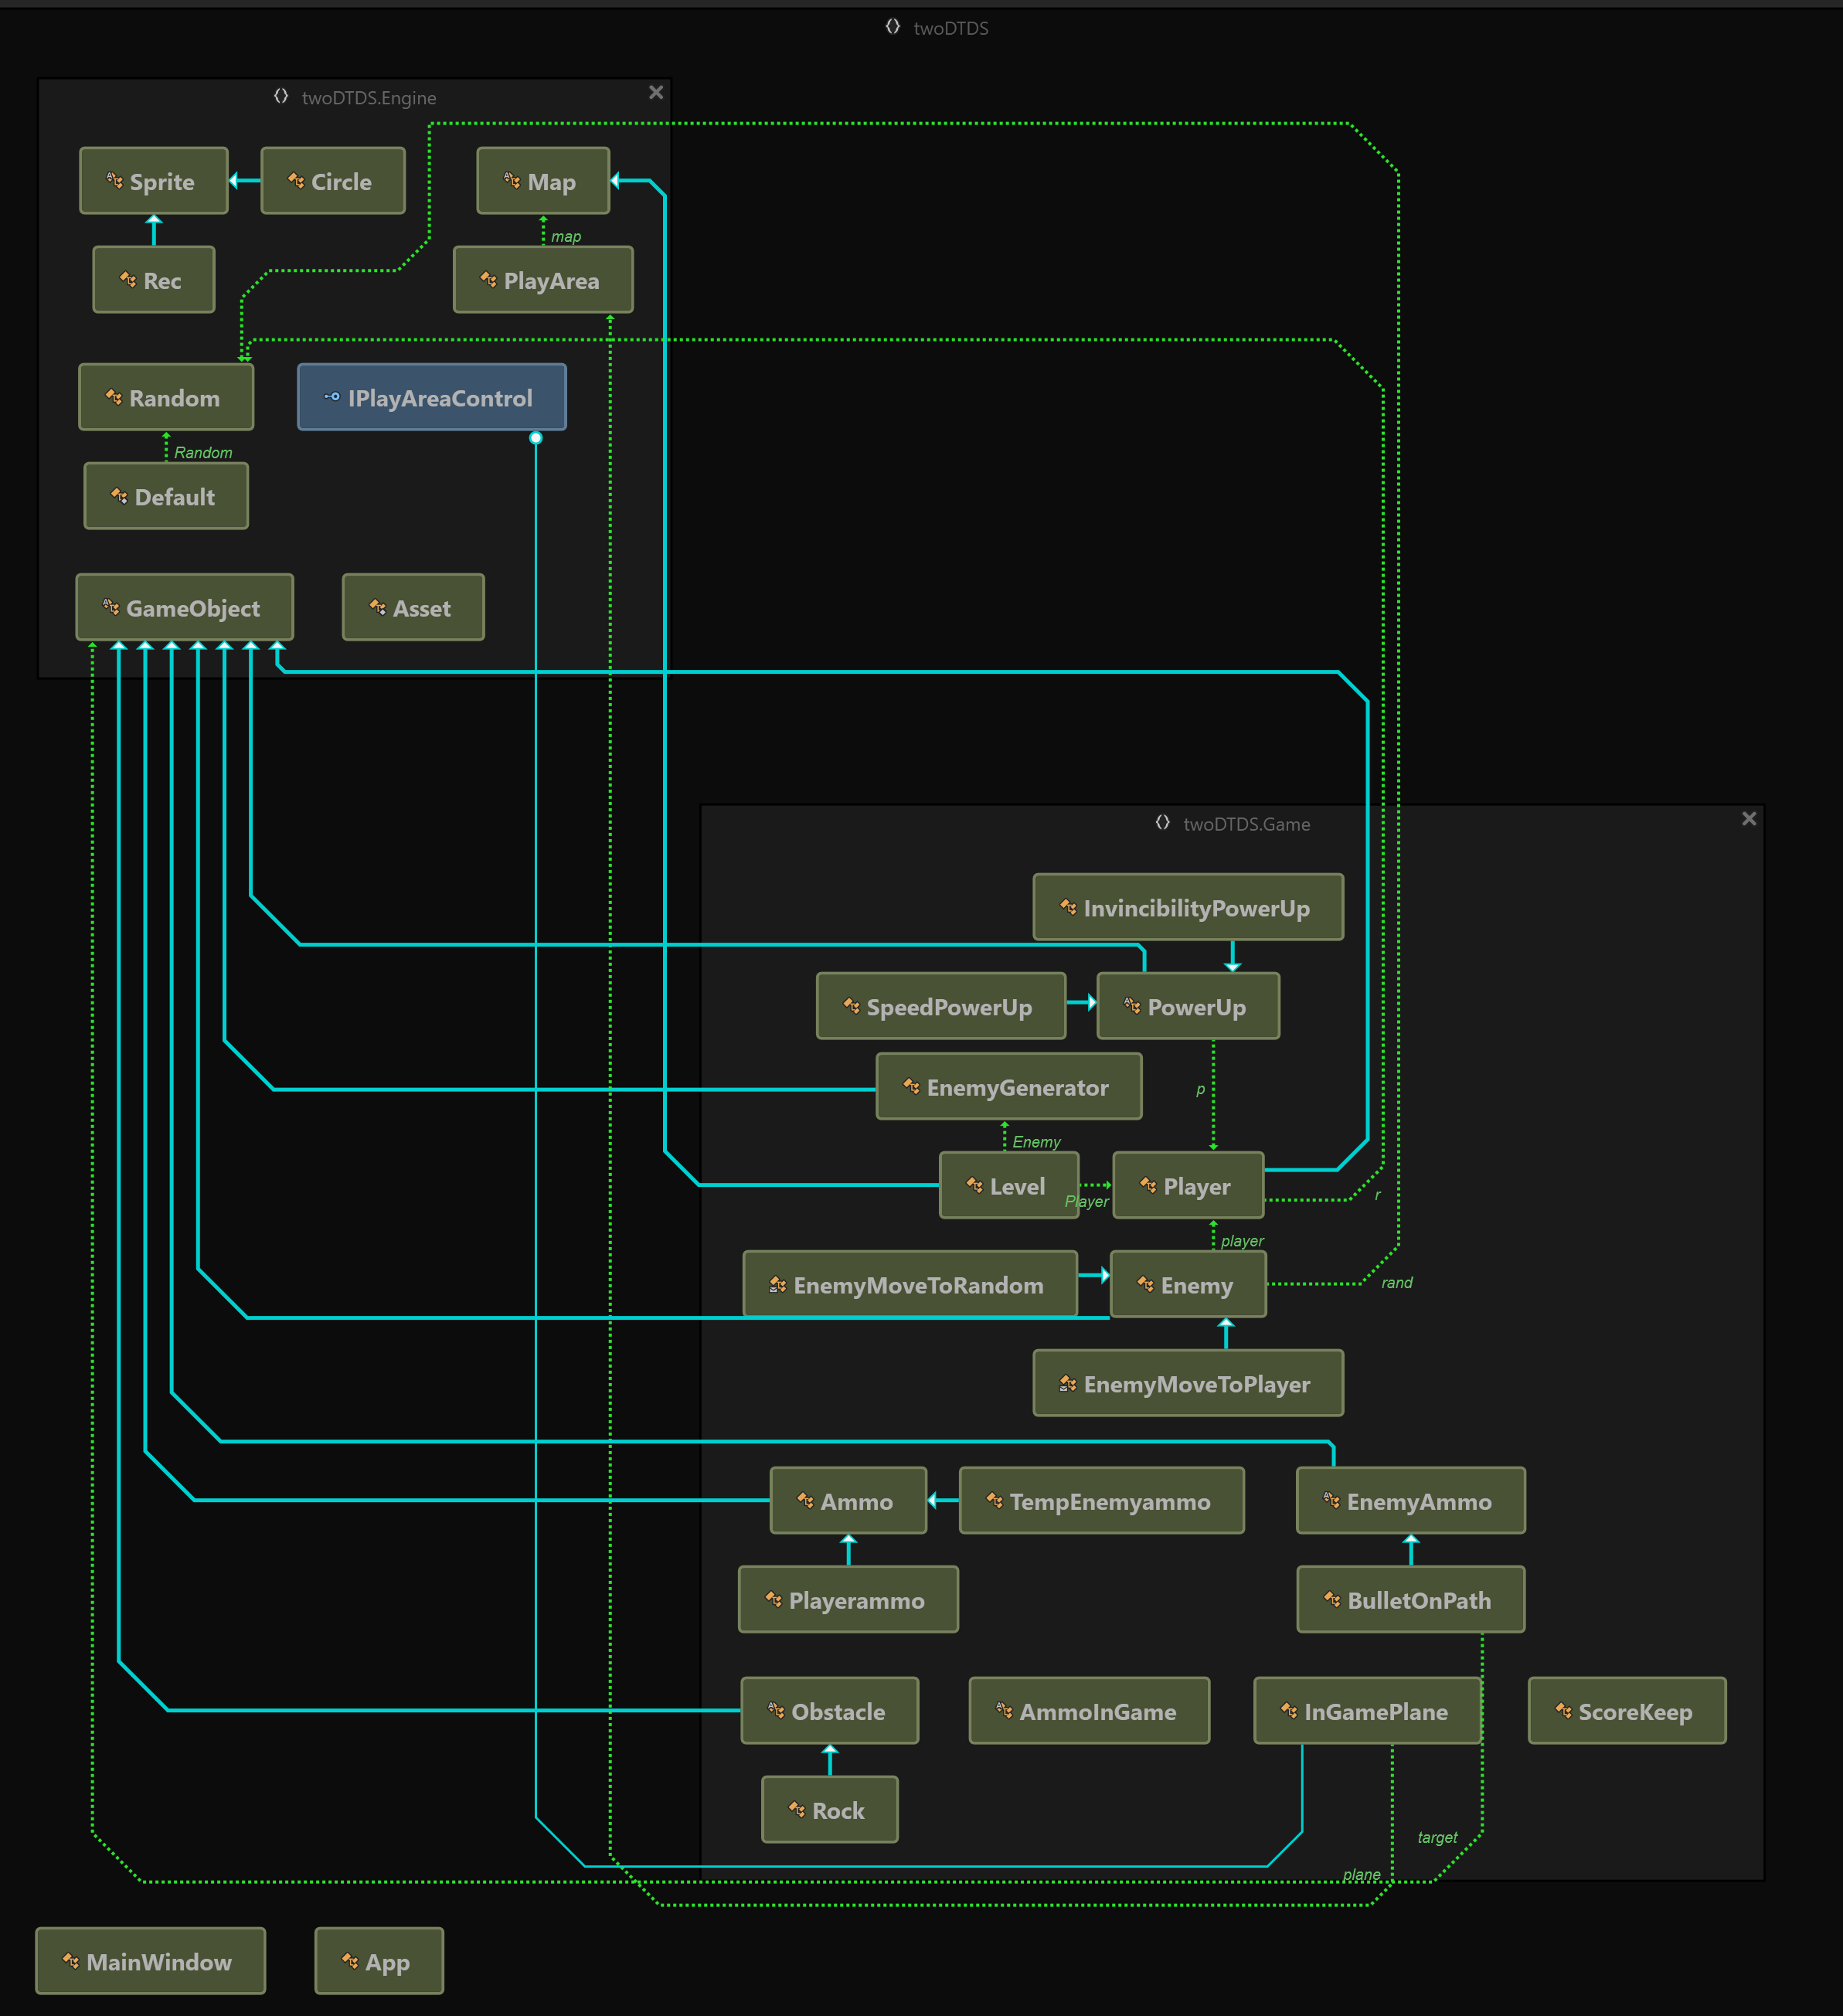 twoDTDS
twoDTDS.Engine
Sprite
Circle
Map
map
Rec
PlayArea
Random
IPlayAreaControl
Random
Default
GameObject
Asset
twoDTDS.Game
InvincibilityPowerUp
SpeedPowerUp
PowerUp
EnemyGenerator
p
Enemy
Level
Player
Player
r
player
EnemyMoveToRandom
Enemy
rand
EnemyMoveToPlayer
Ammo
TempEnemyammo
EnemyAmmo
Playerammo
BulletOnPath
Obstacle
AmmoInGame
InGamePlane
ScoreKeep
Rock
target
plane
MainWindow
App